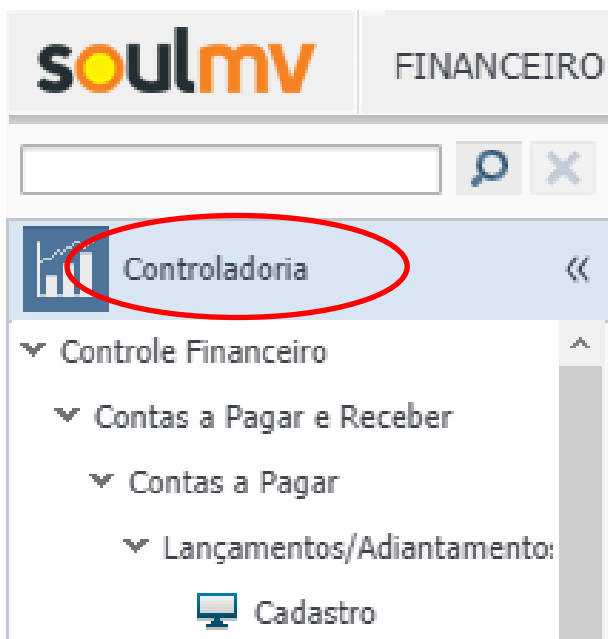 soulmv FINANCEIRO
Controladoria
Controle Financeiro
Contas a Pagar e Receber
Contas a Pagar
Lançamentos/Adiantamento
Cadastro